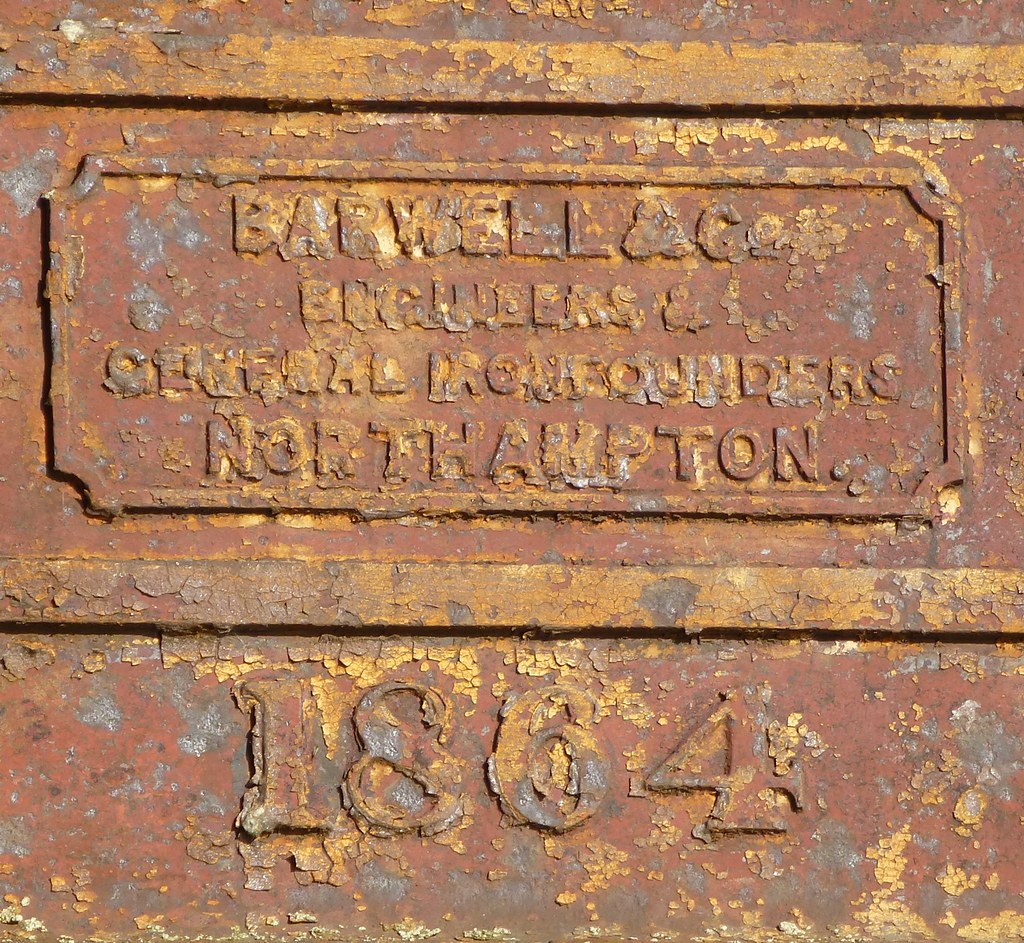 BARWELL & Co
ENGINEERS &
GENERAL IRONFOUNDERS
NORTHAMPTON.
1864